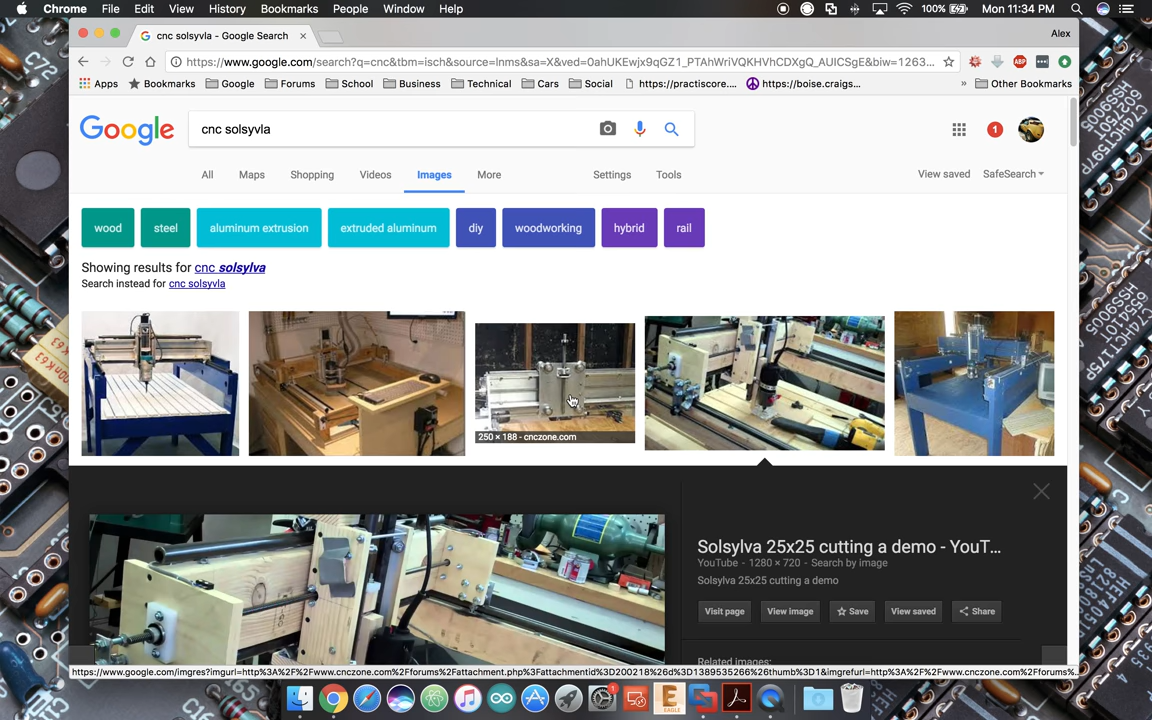 Chrome File Edit View History Bookmarks People Window Help 100% Mon 11:34 PM
cnc solsyvla - Google Search Alex
https://www.google.com/search?q=cnc&tbm=isch&source=lnms&sa=X&ved=0ahUKEwjx9qGZ1_PTAhWriVQKHVhCDXgQ_AUICSgE&biw=1263...
Apps Bookmarks Google Forums School Business Technical Cars Social https://practiscore.... https://boise.craigs... » Other Bookmarks
Google cnc solsyvla 1
All Maps Shopping Videos Images More Settings Tools View saved SafeSearch
wood steel aluminum extrusion extruded aluminum diy woodworking hybrid rail
Showing results for cnc solsylva
Search instead for cnc solsyvla
250 × 188 - cnczone.com
Solsylva 25x25 cutting a demo - YouT...
YouTube - 1280 × 720 - Search by image
Solsylva 25x25 cutting a demo
Visit page View image Save View saved Share
Related images:
https://www.google.com/imgres?imgurl=http%3A%2F%2Fwww.cnczone.com%2Fforums%2Fattachment.php%3Fattachmentid%3D200218%26d%3D1389535266%26thumb%3D1&imgrefurl=http%3A%2F%2Fwww.cnczone.com%2Fforums%...
1 EAGLE